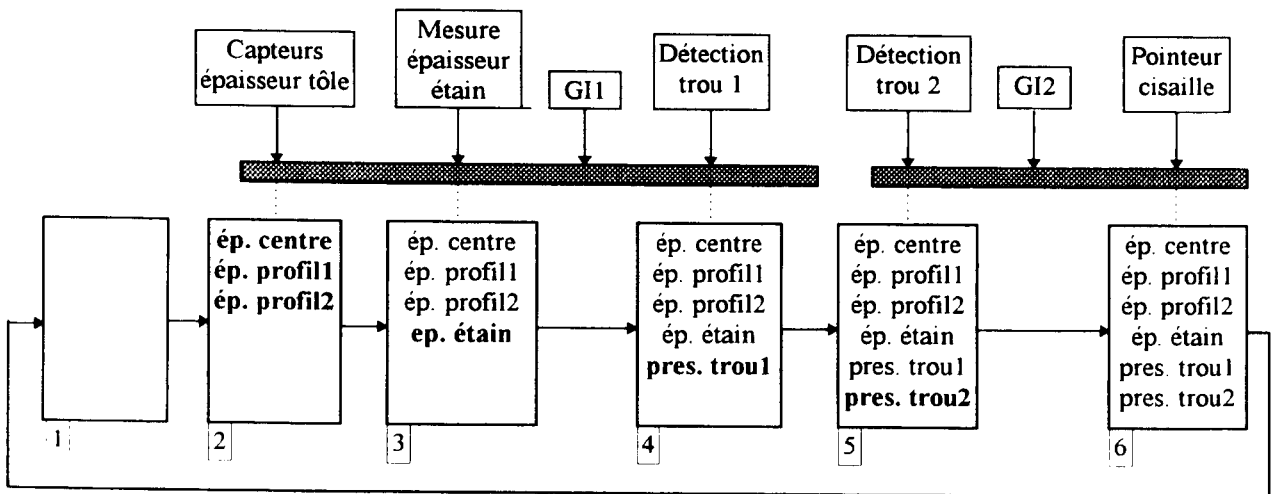 Capteurs
épaisseur tôle
Mesure
épaisseur
étain
GI1
Détection
trou 1
Détection
trou 2
GI2
Pointeur
cisaille
1
ép. centre
ép. profil1
ép. profil2
2
ép. centre
ép. profil1
ép. profil2
ep. étain
3
ép. centre
ép. profil1
ép. profil2
ép. étain
pres. trou1
4
ép. centre
ép. profil1
ép. profil2
ép. étain
pres. trou1
pres. trou2
5
ép. centre
ép. profil1
ép. profil2
ép. étain
pres. trou1
pres. trou2
6